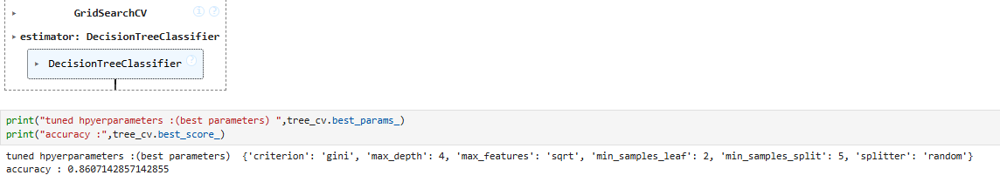 GridSearchCV
estimator: DecisionTreeClassifier
DecisionTreeClassifier
print("tuned hpyerparameters :(best parameters) ",tree_cv.best_params_)
print("accuracy :",tree_cv.best_score_)
tuned hpyerparameters :(best parameters)  {'criterion': 'gini', 'max_depth': 4, 'max_features': 'sqrt', 'min_samples_leaf': 2, 'min_samples_split': 5, 'splitter': 'random'}
accuracy : 0.8607142857142855